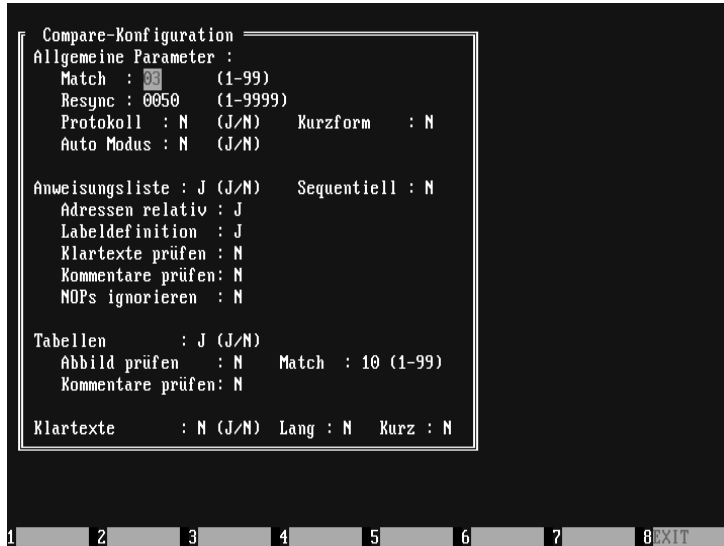 Compare-Konfiguration
Allgemeine Parameter :
Match : 03 (1-99)
Resync : 0050 (1-9999)
Protokoll : N (J/N) Kurzform : N
Auto Modus : N (J/N)
Anweisungsliste : J (J/N) Sequentiell : N
Adressen relativ : J
Labeldefinition : J
Klartexte prüfen : N
Kommentare prüfen: N
NOPs ignorieren : N
Tabellen : J (J/N)
Abbild prüfen : N Match : 10 (1-99)
Kommentare prüfen: N
Klartexte : N (J/N) Lang : N Kurz : N
1 2 3 4 5 6 7 8EXIT